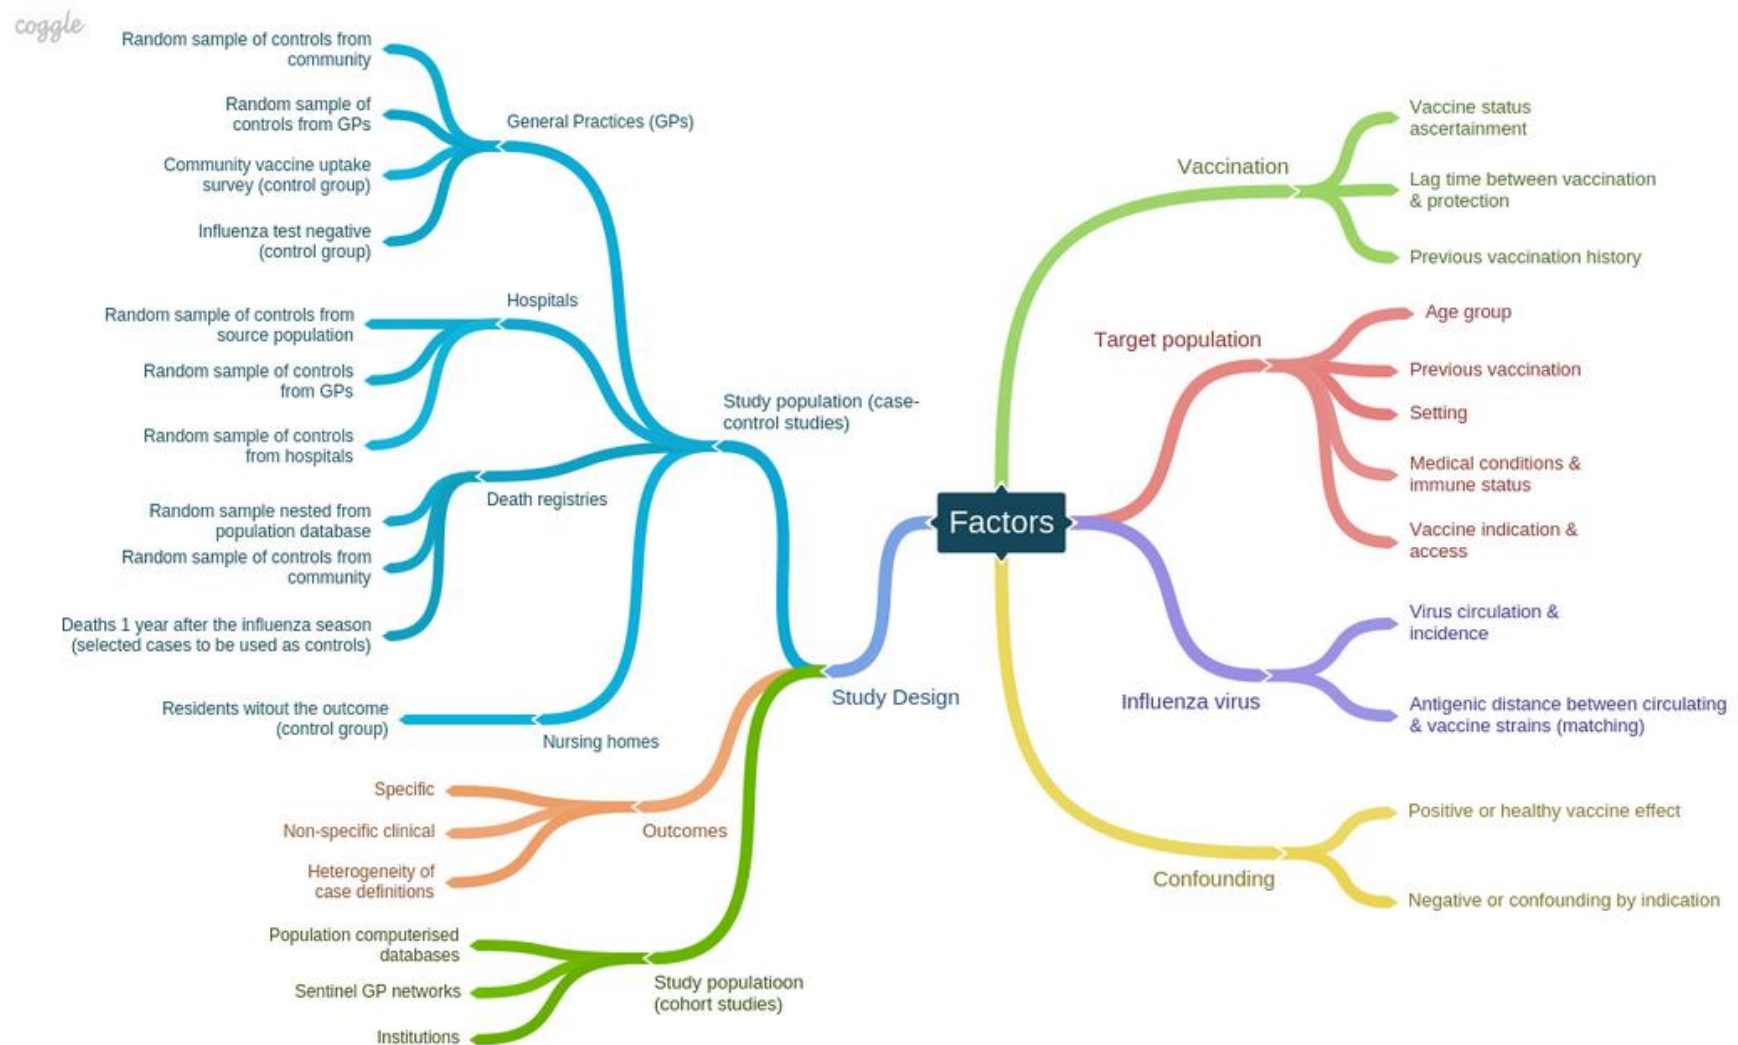 coggle
Random sample of controls from
community
Random sample of
controls from GPs
Community vaccine uptake
survey (control group)
Influenza test negative
(control group)
General Practices (GPs)
Random sample of controls from
source population
Random sample of controls
from GPs
Random sample of controls
from hospitals
Hospitals
Random sample nested from
population database
Random sample of controls from
community
Deaths 1 year after the influenza season
(selected cases to be used as controls)
Death registries
Residents witout the outcome
(control group)
Nursing homes
Study population (case-
control studies)
Specific
Non-specific clinical
Heterogeneity of
case definitions
Outcomes
Population computerised
databases
Sentinel GP networks
Institutions
Study populatioon
(cohort studies)
Study Design
Factors
Vaccination
Vaccine status
ascertainment
Lag time between vaccination
& protection
Previous vaccination history
Target population
Age group
Previous vaccination
Setting
Medical conditions &
immune status
Vaccine indication &
access
Influenza virus
Virus circulation &
incidence
Antigenic distance between circulating
& vaccine strains (matching)
Confounding
Positive or healthy vaccine effect
Negative or confounding by indication